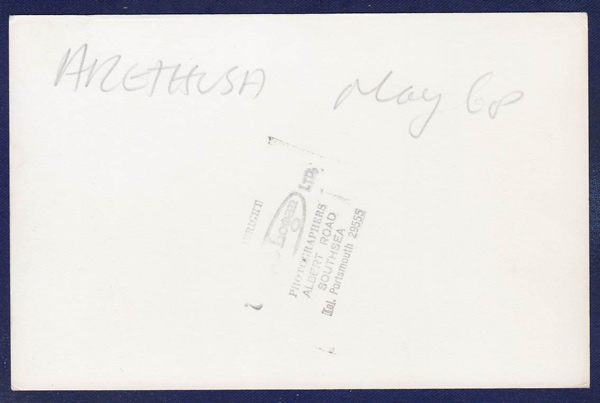 ARETHUSA May 68
Logan LTD.
PHOTOGRAPHERS
ALBERT ROAD
SOUTHSEA
Tel. Portsmouth 29555